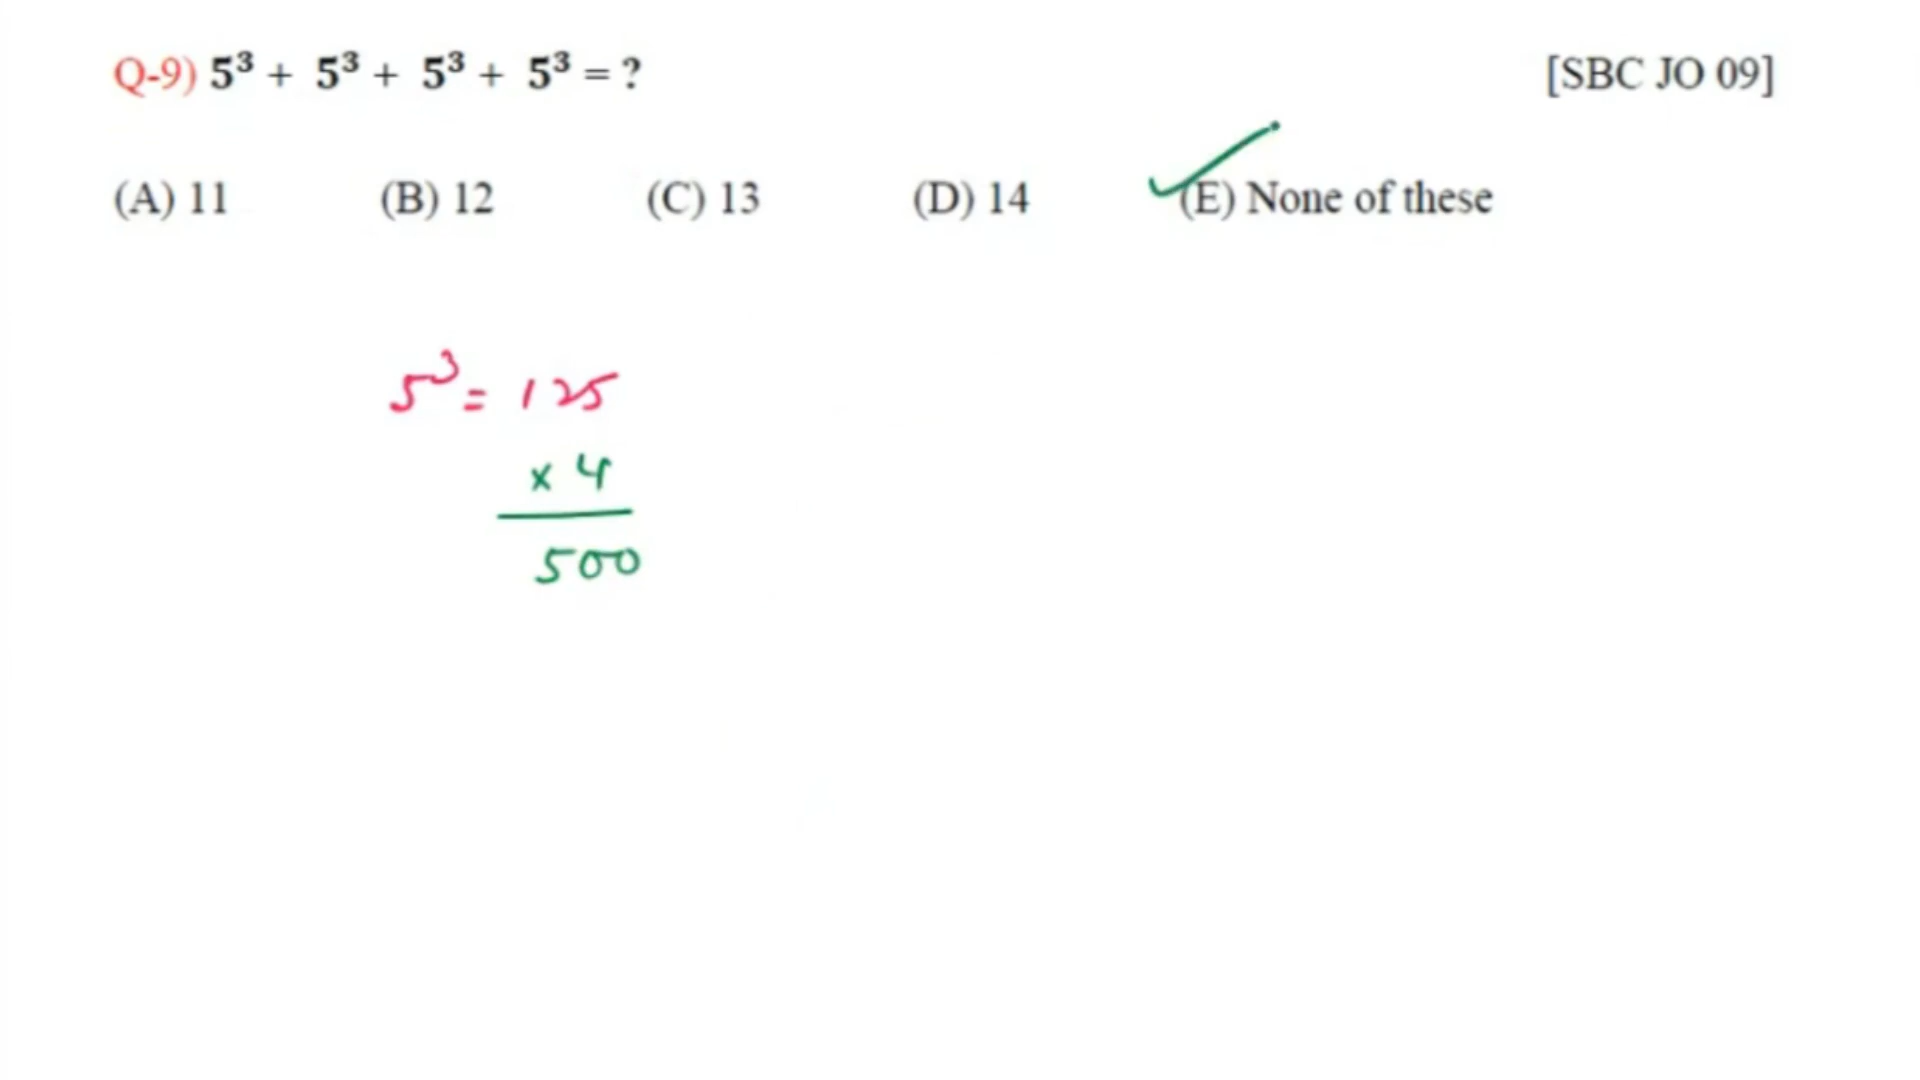 Q-9) 5³ + 5³ + 5³ + 5³ = ? [SBC JO 09]
(A) 11 (B) 12 (C) 13 (D) 14 (E) None of these
5³ = 125
x 4
500